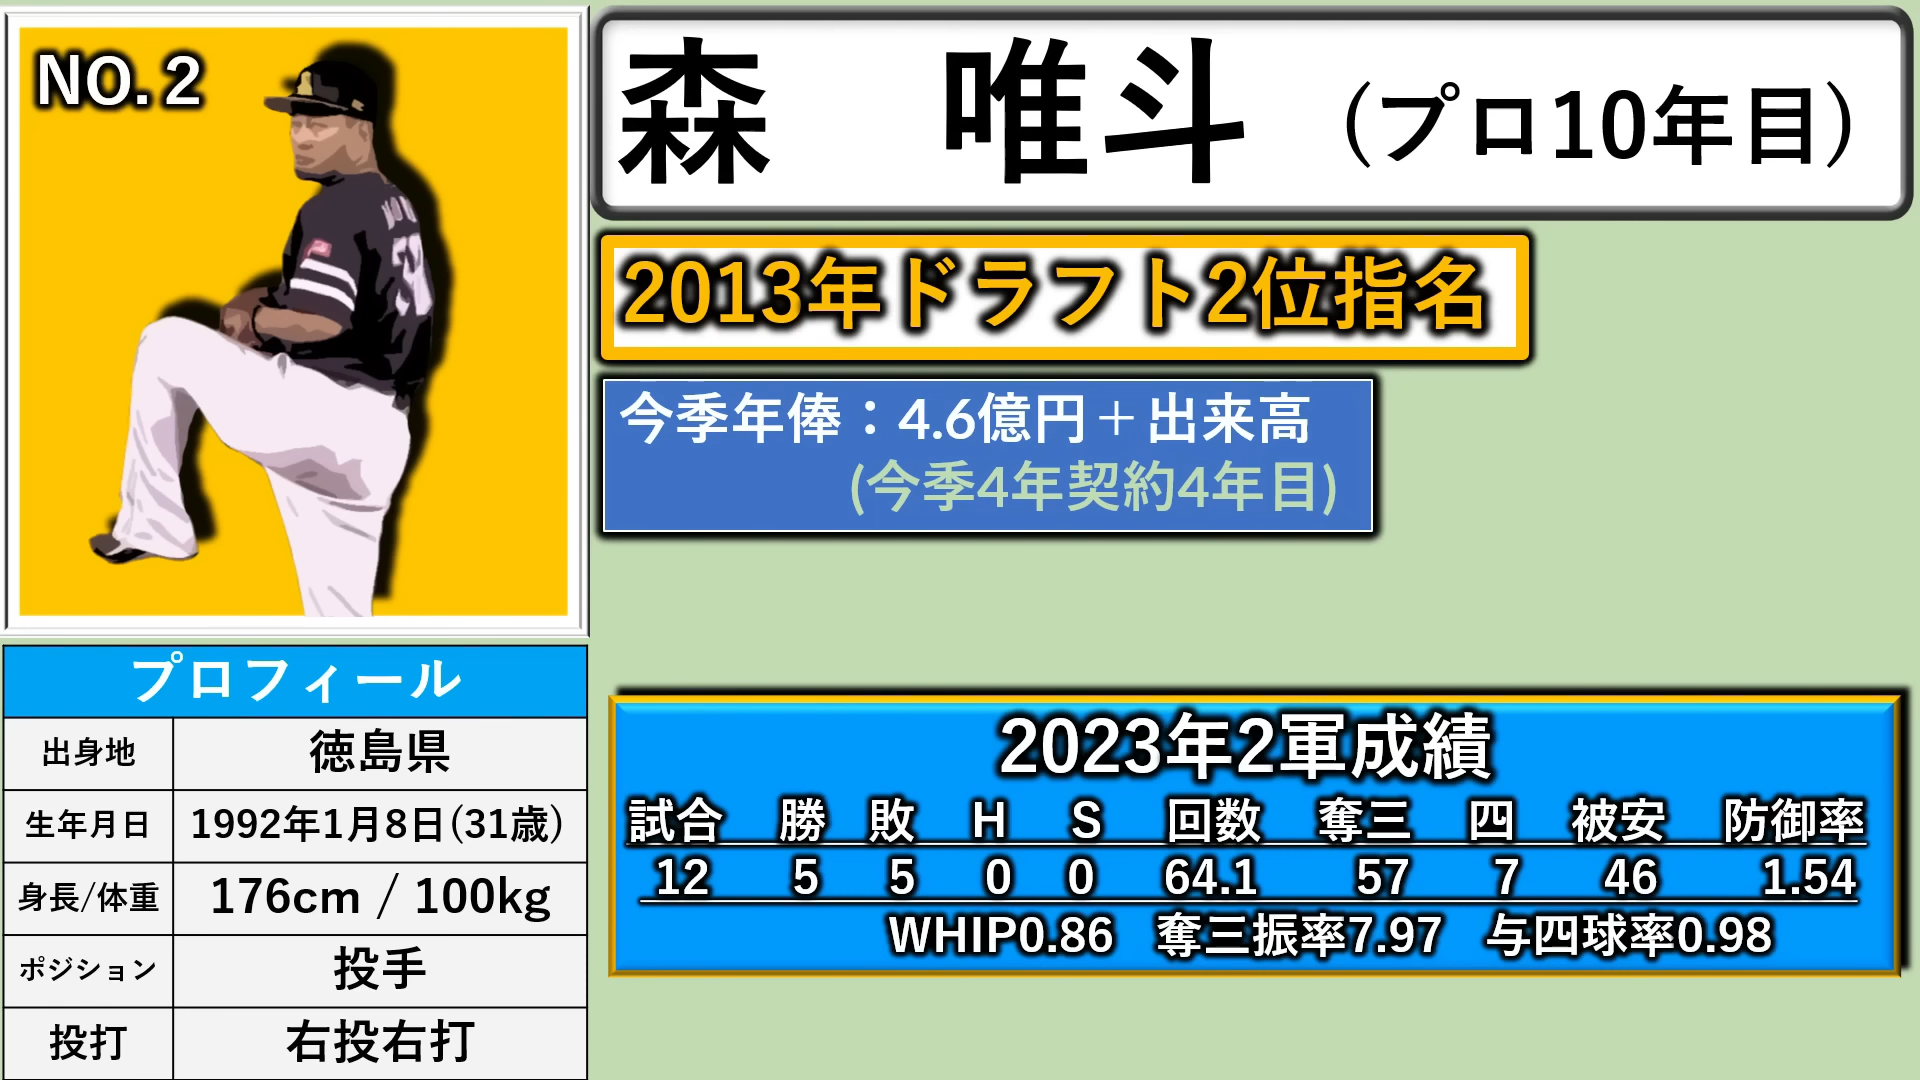 NO.2
森 唯斗 (プロ10年目)
2013年ドラフト2位指名
今季年俸：4.6億円＋出来高
(今季4年契約4年目)
プロフィール
出身地 徳島県
生年月日 1992年1月8日(31歳)
身長/体重 176cm / 100kg
ポジション 投手
投打 右投右打
2023年2軍成績
試合 勝 敗 H S 回数 奪三 四 被安 防御率
12 5 5 0 0 64.1 57 7 46 1.54
WHIP0.86 奪三振率7.97 与四球率0.98